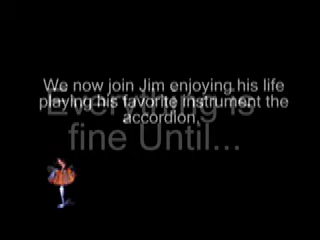 We now join Jim enjoying his life
playing his favorite instrument the
accordion,
Everything is
fine Until...